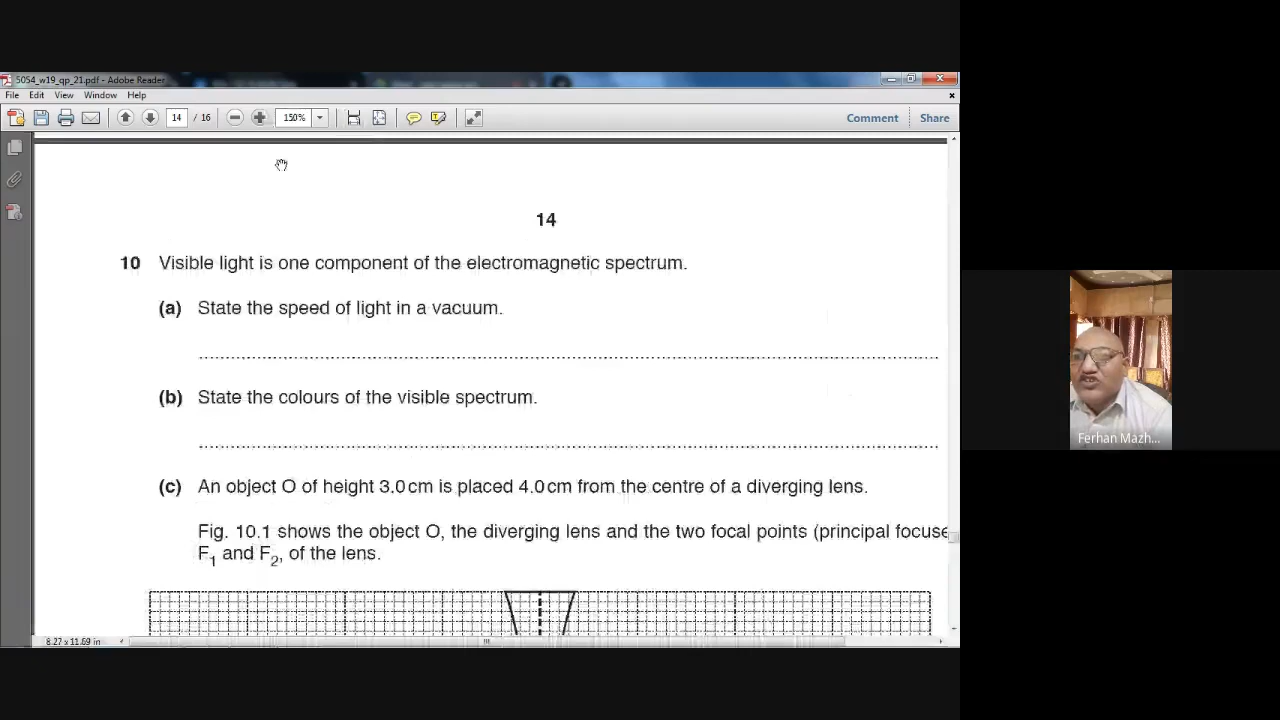 5054_w19_qp_21.pdf - Adobe Reader
File Edit View Window Help
14 / 16 150% Comment Share
14
10 Visible light is one component of the electromagnetic spectrum.
(a) State the speed of light in a vacuum.
(b) State the colours of the visible spectrum.
(c) An object O of height 3.0 cm is placed 4.0 cm from the centre of a diverging lens.
Fig. 10.1 shows the object O, the diverging lens and the two focal points (principal focuse
F1 and F2, of the lens.
8.27 x 11.69 in
Ferhan Mazh...